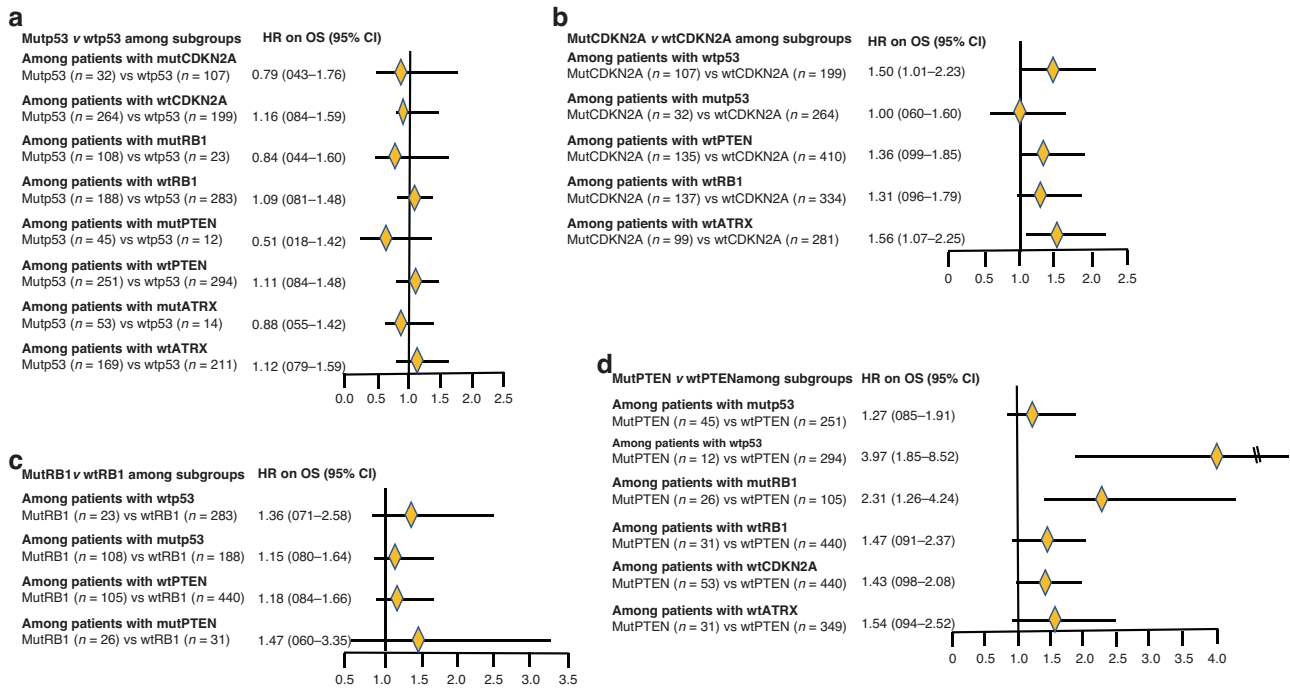 a
Mutp53 v wtp53 among subgroups HR on OS (95% CI)
Among patients with mutCDKN2A
Mutp53 (n = 32) vs wtp53 (n = 107) 0.79 (043–1.76)
Among patients with wtCDKN2A
Mutp53 (n = 264) vs wtp53 (n = 199) 1.16 (084–1.59)
Among patients with mutRB1
Mutp53 (n = 108) vs wtp53 (n = 23) 0.84 (044–1.60)
Among patients with wtRB1
Mutp53 (n = 188) vs wtp53 (n = 283) 1.09 (081–1.48)
Among patients with mutPTEN
Mutp53 (n = 45) vs wtp53 (n = 12) 0.51 (018–1.42)
Among patients with wtPTEN
Mutp53 (n = 251) vs wtp53 (n = 294) 1.11 (084–1.48)
Among patients with mutATRX
Mutp53 (n = 53) vs wtp53 (n = 14) 0.88 (055–1.42)
Among patients with wtATRX
Mutp53 (n = 169) vs wtp53 (n = 211) 1.12 (079–1.59)
0.0 0.5 1.0 1.5 2.0 2.5
b
MutCDKN2A v wtCDKN2A among subgroups HR on OS (95% CI)
Among patients with wtp53
MutCDKN2A (n = 107) vs wtCDKN2A (n = 199) 1.50 (1.01–2.23)
Among patients with mutp53
MutCDKN2A (n = 32) vs wtCDKN2A (n = 264) 1.00 (060–1.60)
Among patients with wtPTEN
MutCDKN2A (n = 135) vs wtCDKN2A (n = 410) 1.36 (099–1.85)
Among patients with wtRB1
MutCDKN2A (n = 137) vs wtCDKN2A (n = 334) 1.31 (096–1.79)
Among patients with wtATRX
MutCDKN2A (n = 99) vs wtCDKN2A (n = 281) 1.56 (1.07–2.25)
0 0.5 1.0 1.5 2.0 2.5
c
MutRB1 v wtRB1 among subgroups HR on OS (95% CI)
Among patients with wtp53
MutRB1 (n = 23) vs wtRB1 (n = 283) 1.36 (071–2.58)
Among patients with mutp53
MutRB1 (n = 108) vs wtRB1 (n = 188) 1.15 (080–1.64)
Among patients with wtPTEN
MutRB1 (n = 105) vs wtRB1 (n = 440) 1.18 (084–1.66)
Among patients with mutPTEN
MutRB1 (n = 26) vs wtRB1 (n = 31) 1.47 (060–3.35)
0.5 1.0 1.5 2.0 2.5 3.0 3.5
d
MutPTEN v wtPTENamong subgroups HR on OS (95% CI)
Among patients with mutp53
MutPTEN (n = 45) vs wtPTEN (n = 251) 1.27 (085–1.91)
Among patients with wtp53
MutPTEN (n = 12) vs wtPTEN (n = 294) 3.97 (1.85–8.52)
Among patients with mutRB1
MutPTEN (n = 26) vs wtPTEN (n = 105) 2.31 (1.26–4.24)
Among patients with wtRB1
MutPTEN (n = 31) vs wtPTEN (n = 440) 1.47 (091–2.37)
Among patients with wtCDKN2A
MutPTEN (n = 53) vs wtPTEN (n = 440) 1.43 (098–2.08)
Among patients with wtATRX
MutPTEN (n = 31) vs wtPTEN (n = 349) 1.54 (094–2.52)
0 0.5 1.0 1.5 2.0 2.5 3.0 4.0